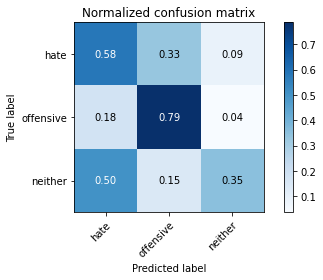 Normalized confusion matrix
hate 0.58 0.33 0.09
offensive 0.18 0.79 0.04
neither 0.50 0.15 0.35
hate offensive neither
True label
Predicted label
0.7
0.6
0.5
0.4
0.3
0.2
0.1